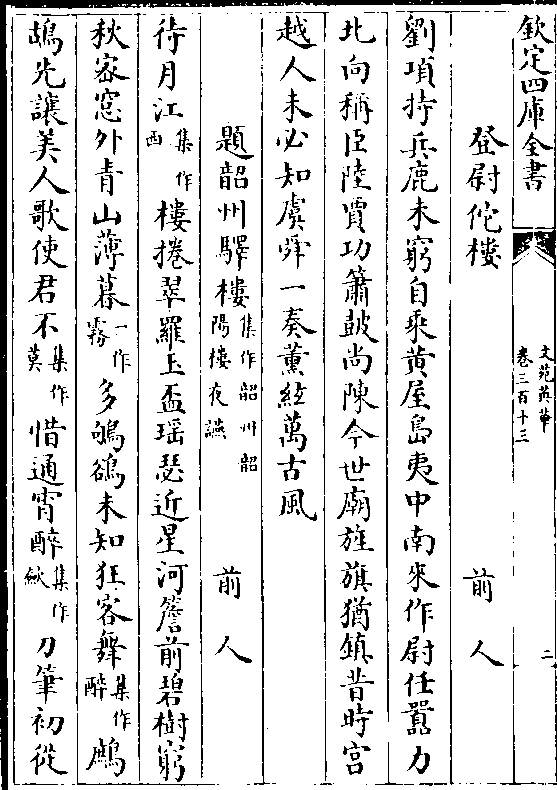 欽定四庫全書
文苑英華
卷三百十三
二
登尉佗樓 前人
劉項持兵鹿未窮自乘黄屋島夷中南來作尉任囂力
北向稱臣陸賈功簫鼓尚陳今世廟旌旗猶鎮昔時宫
越人未必知虞舜一奏薫絃萬古風
題韶州驛樓集作韶州韶陽樓夜讌 前人
待月江集作西樓捲翠羅玉盃瑶瑟近星河簷前碧樹窮
秋宻窓外青山薄暮一作霧多鴝鵒未知狂客舞集作醉鷓
鴣光讓美人歌使君不集作莫惜通宵醉集作飲刀筆初從